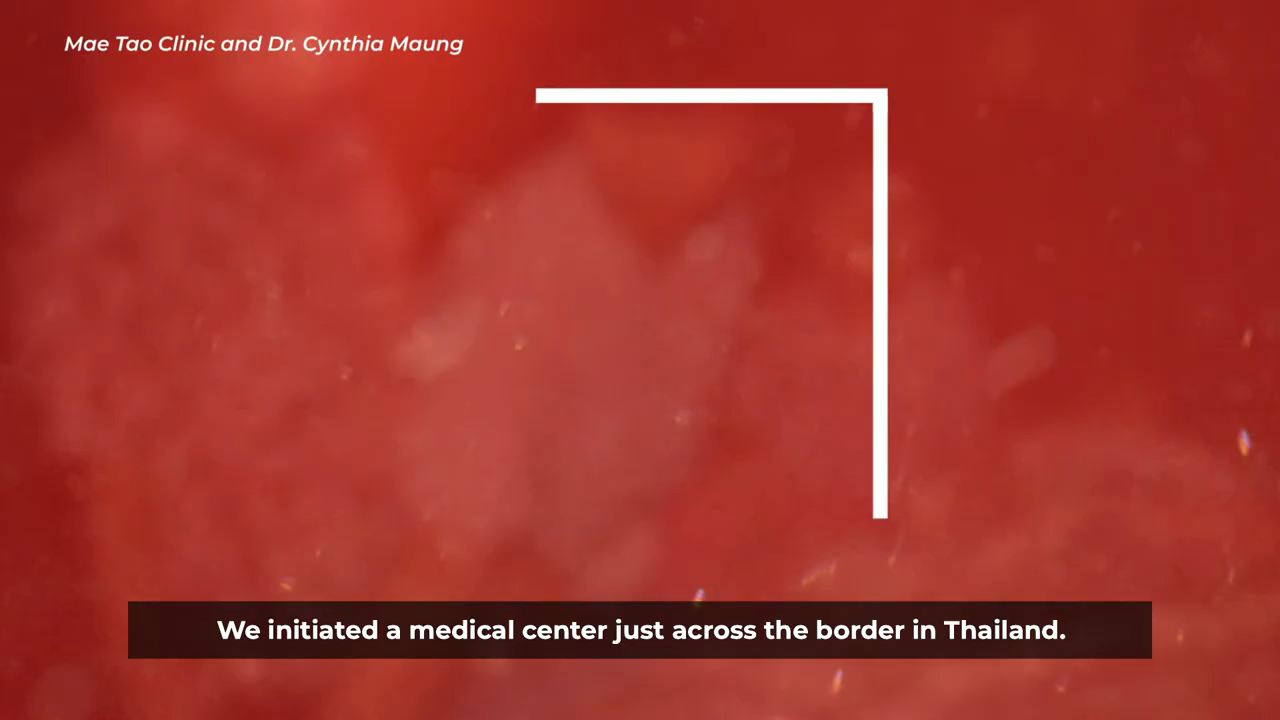 Mae Tao Clinic and Dr. Cynthia Maung
We initiated a medical center just across the border in Thailand.